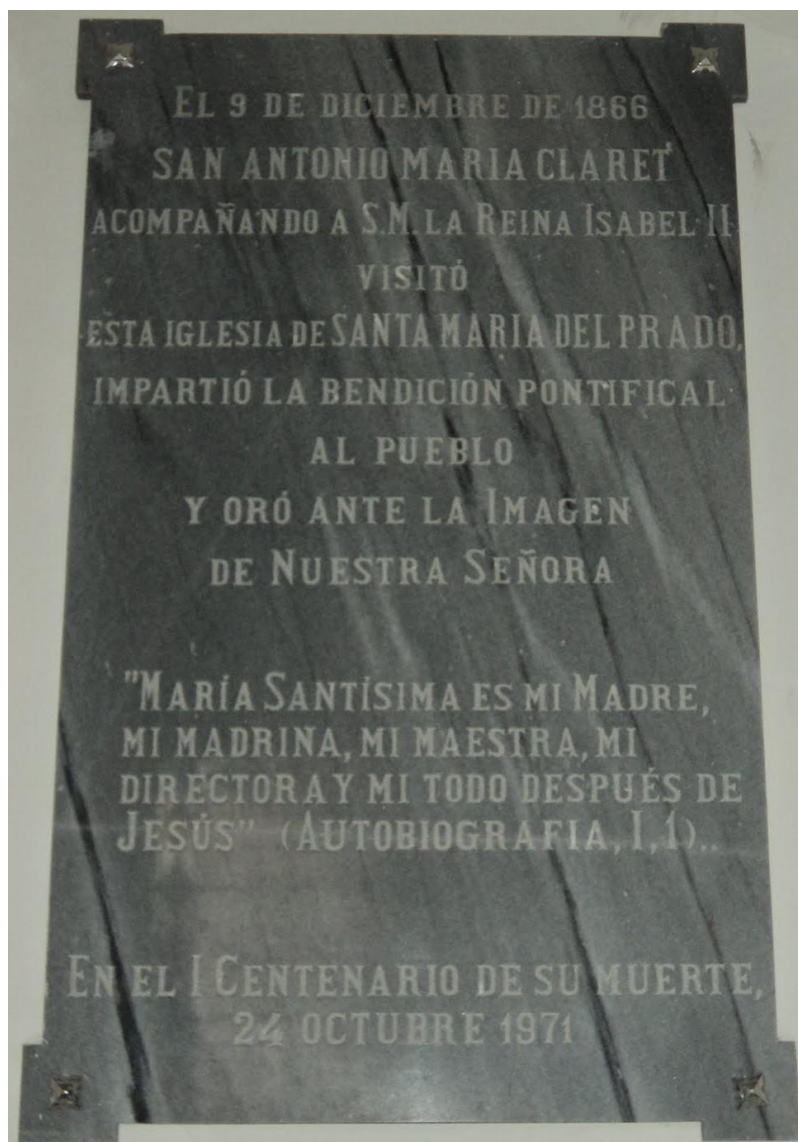 EL 9 DE DICIEMBRE DE 1866
SAN ANTONIO MARIA CLARET
ACOMPAÑANDO A S.M. LA REINA ISABEL II
VISITÓ
ESTA IGLESIA DE SANTA MARIA DEL PRADO,
IMPARTIÓ LA BENDICIÓN PONTIFICAL
AL PUEBLO
Y ORÓ ANTE LA IMAGEN
DE NUESTRA SEÑORA
"MARÍA SANTÍSIMA ES MI MADRE,
MI MADRINA, MI MAESTRA, MI
DIRECTORA Y MI TODO DESPUÉS DE
JESÚS" (AUTOBIOGRAFIA, I, 1)..
EN EL I CENTENARIO DE SU MUERTE,
24 OCTUBRE 1971